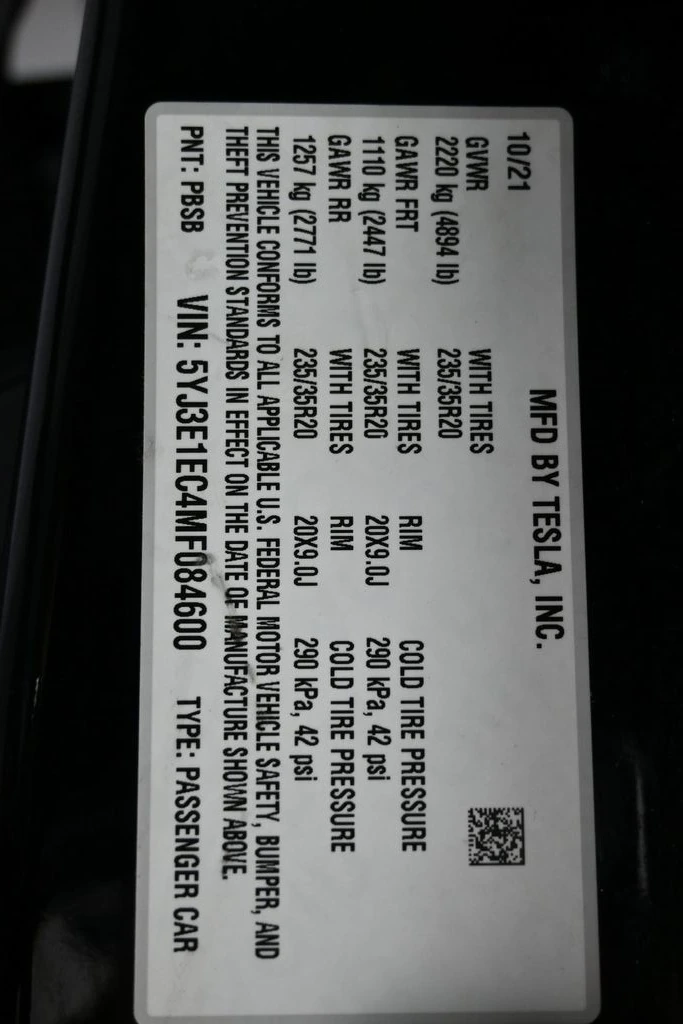 MFD BY TESLA, INC.
10/21
GVWR WITH TIRES
2220 kg (4894 lb) 235/35R20
GAWR FRT WITH TIRES RIM COLD TIRE PRESSURE
1110 kg (2447 lb) 235/35R20 20X9.0J 290 kPa, 42 psi
GAWR RR WITH TIRES RIM COLD TIRE PRESSURE
1257 kg (2771 lb) 235/35R20 20X9.0J 290 kPa, 42 psi
THIS VEHICLE CONFORMS TO ALL APPLICABLE U.S. FEDERAL MOTOR VEHICLE SAFETY, BUMPER, AND
THEFT PREVENTION STANDARDS IN EFFECT ON THE DATE OF MANUFACTURE SHOWN ABOVE.
PNT: PBSB VIN: 5YJ3E1EC4MF084600 TYPE: PASSENGER CAR